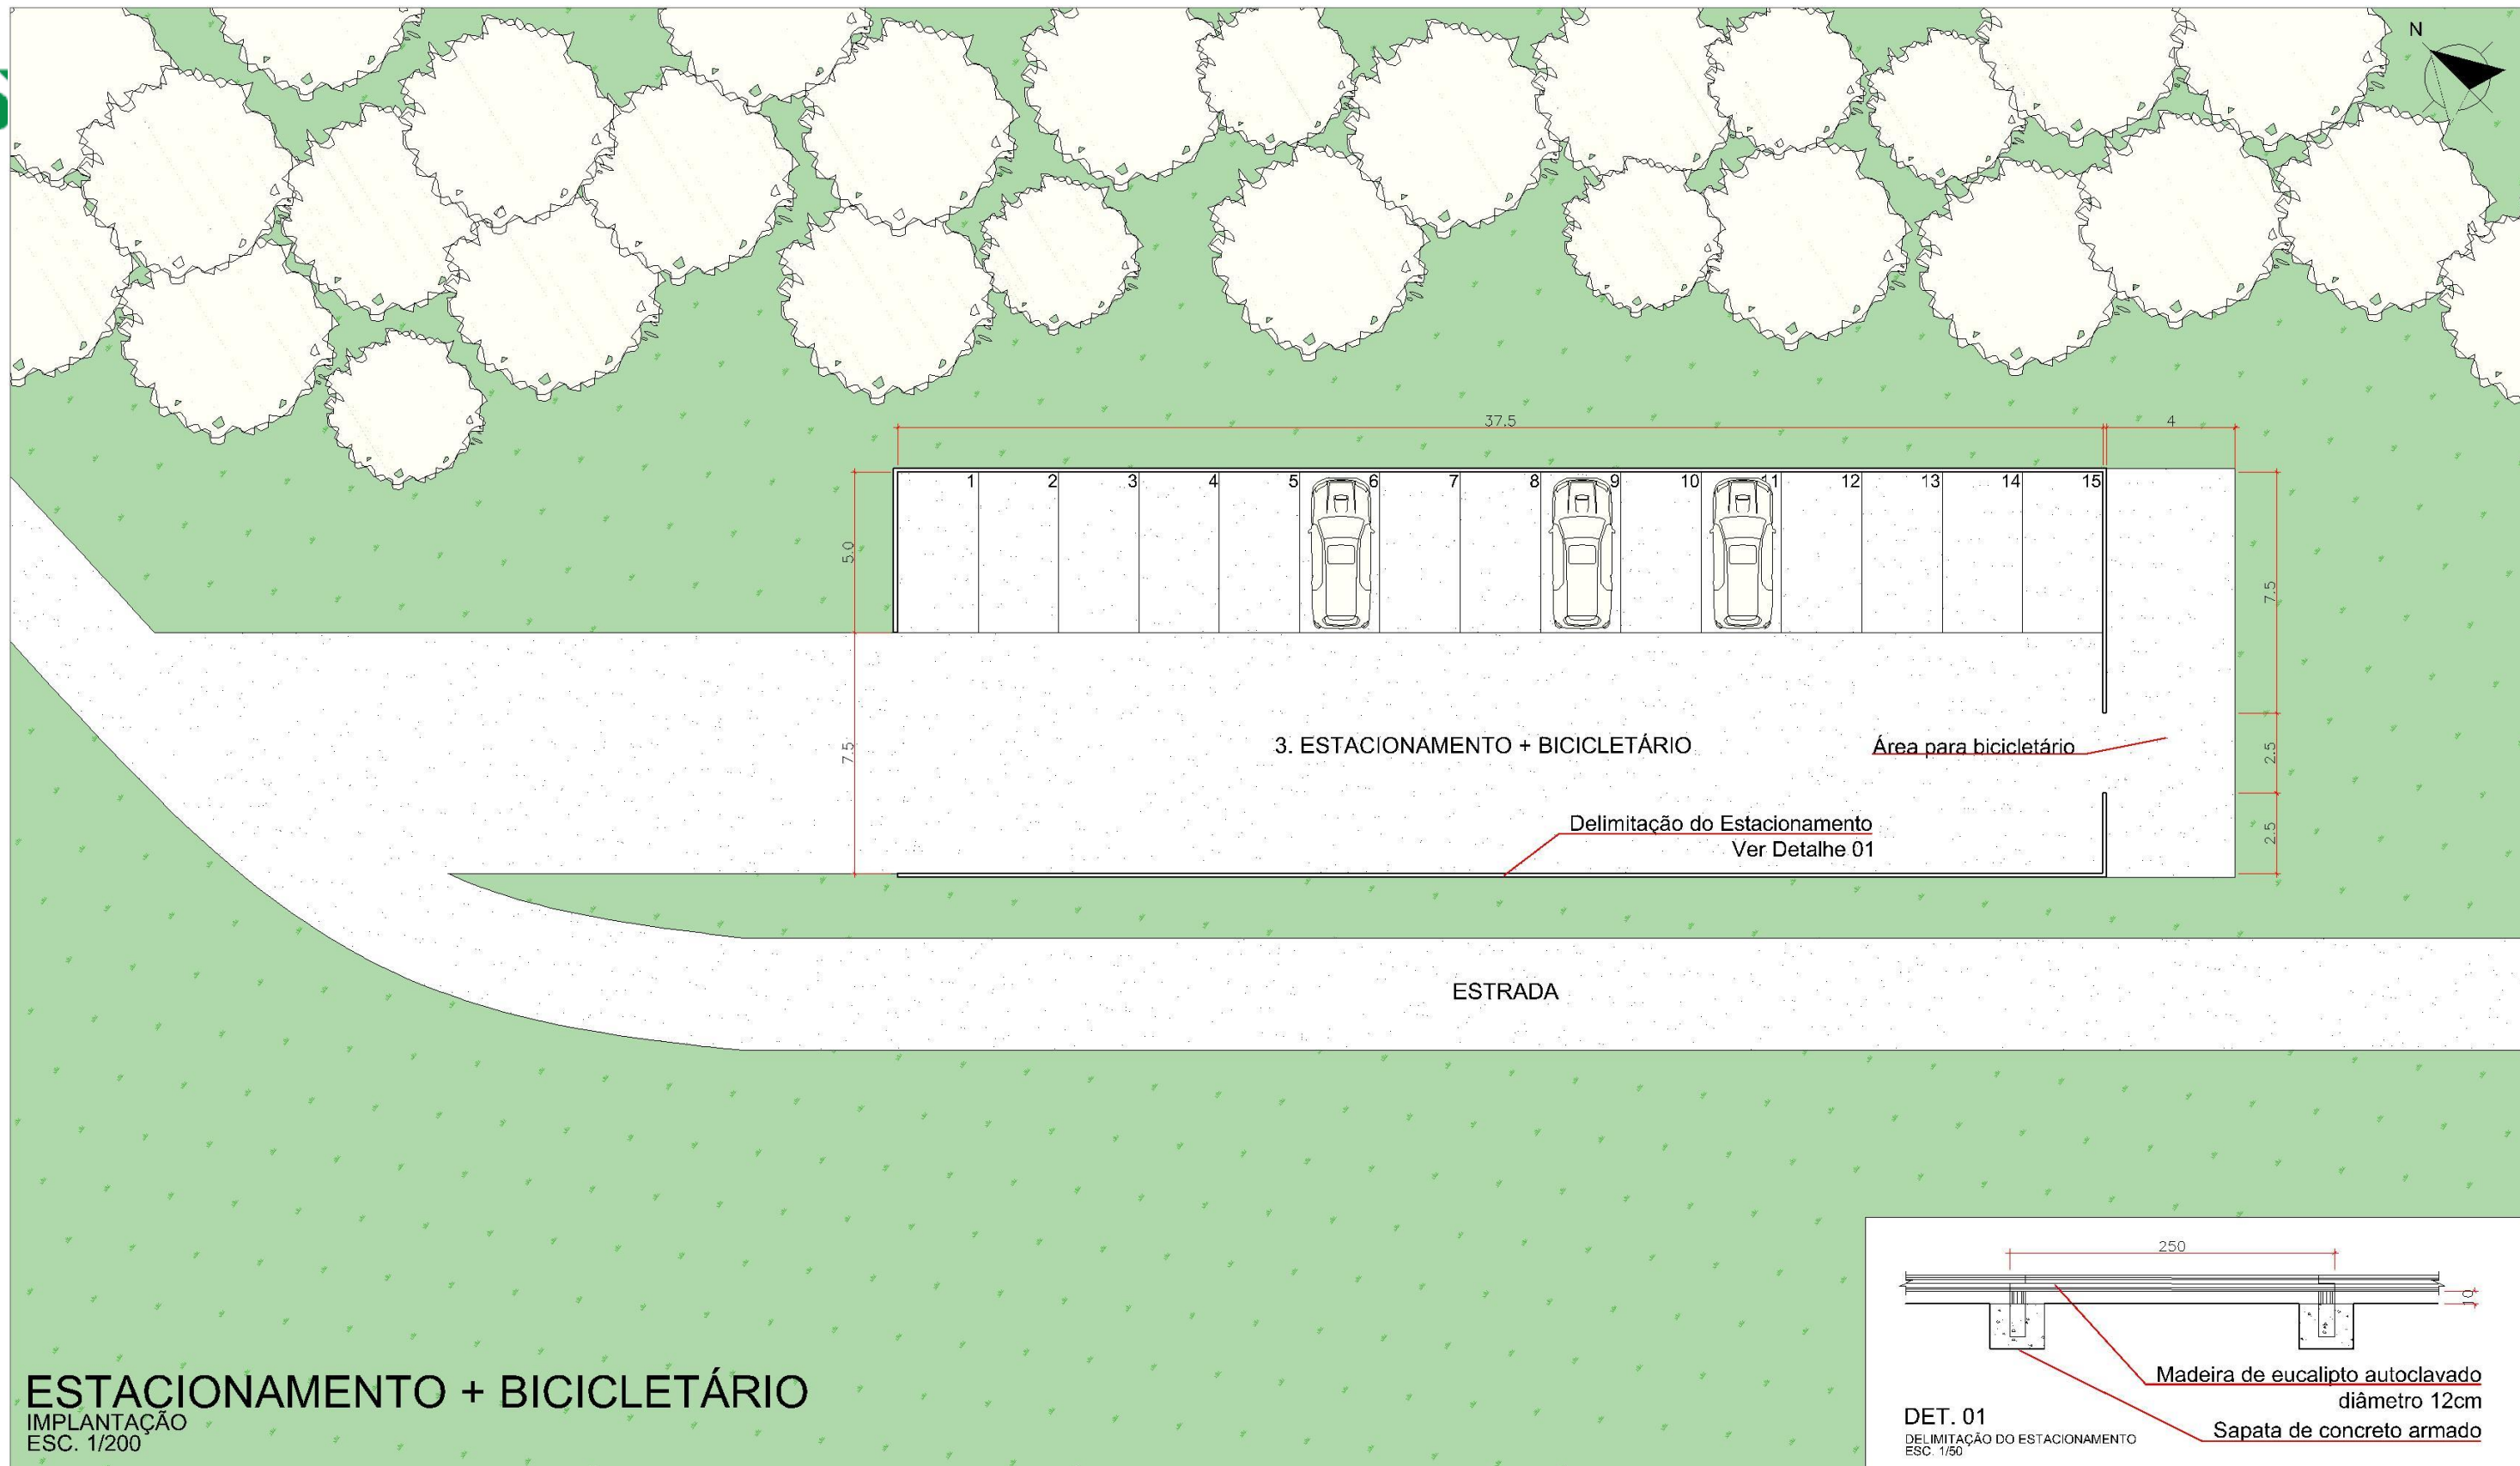 N
37.5
4
1 2 3 4 5 6 7 8 9 10 11 12 13 14 15
5.0
7.5
7.5
3. ESTACIONAMENTO + BICICLETÁRIO
Área para bicicletário
2.5
Delimitação do Estacionamento
Ver Detalhe 01
2.5
ESTRADA
250
10
Madeira de eucalipto autoclavado
diâmetro 12cm
Sapata de concreto armado
DET. 01
DELIMITAÇÃO DO ESTACIONAMENTO
ESC. 1/50
ESTACIONAMENTO + BICICLETÁRIO
IMPLANTAÇÃO
ESC. 1/200